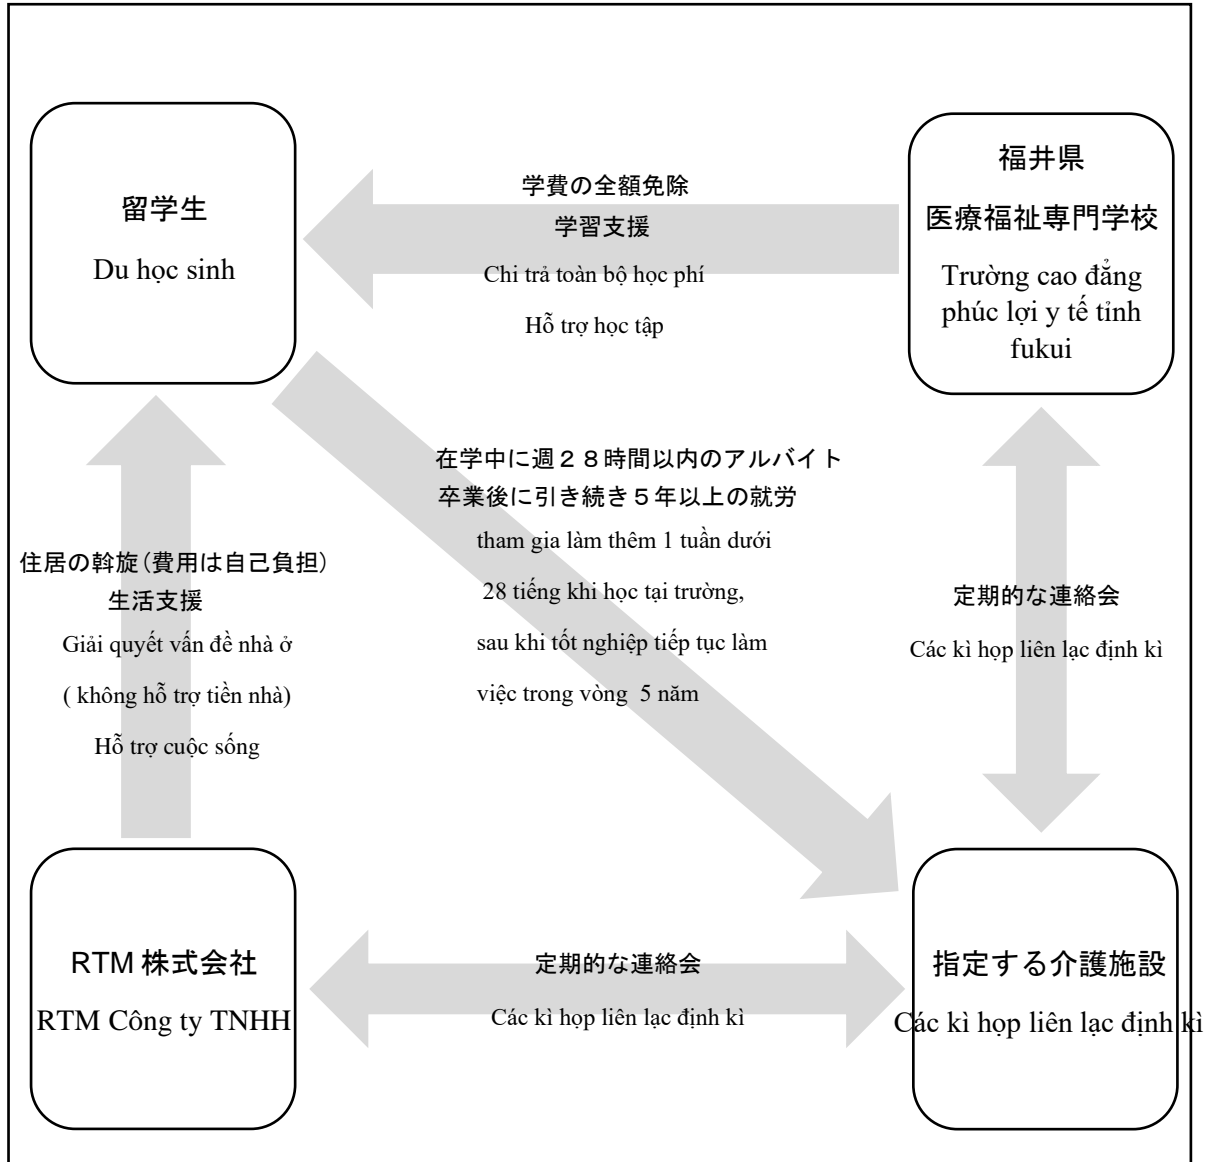 留学生
Du học sinh
学費の全額免除
学習支援
Chi trả toàn bộ học phí
Hỗ trợ học tập
福井県
医療福祉専門学校
Trường cao đẳng
phúc lợi y tế tỉnh
fukui
在学中に週２８時間以内のアルバイト
卒業後に引き続き５年以上の就労
tham gia làm thêm 1 tuần dưới
28 tiếng khi học tại trường,
sau khi tốt nghiệp tiếp tục làm
việc trong vòng 5 năm
住居の斡旋（費用は自己負担）
生活支援
Giải quyết vấn đề nhà ở
( không hỗ trợ tiền nhà)
Hỗ trợ cuộc sống
定期的な連絡会
Các kì họp liên lạc định kì
RTM 株式会社
RTM Công ty TNHH
定期的な連絡会
Các kì họp liên lạc định kì
指定する介護施設
Các kì họp liên lạc định kì